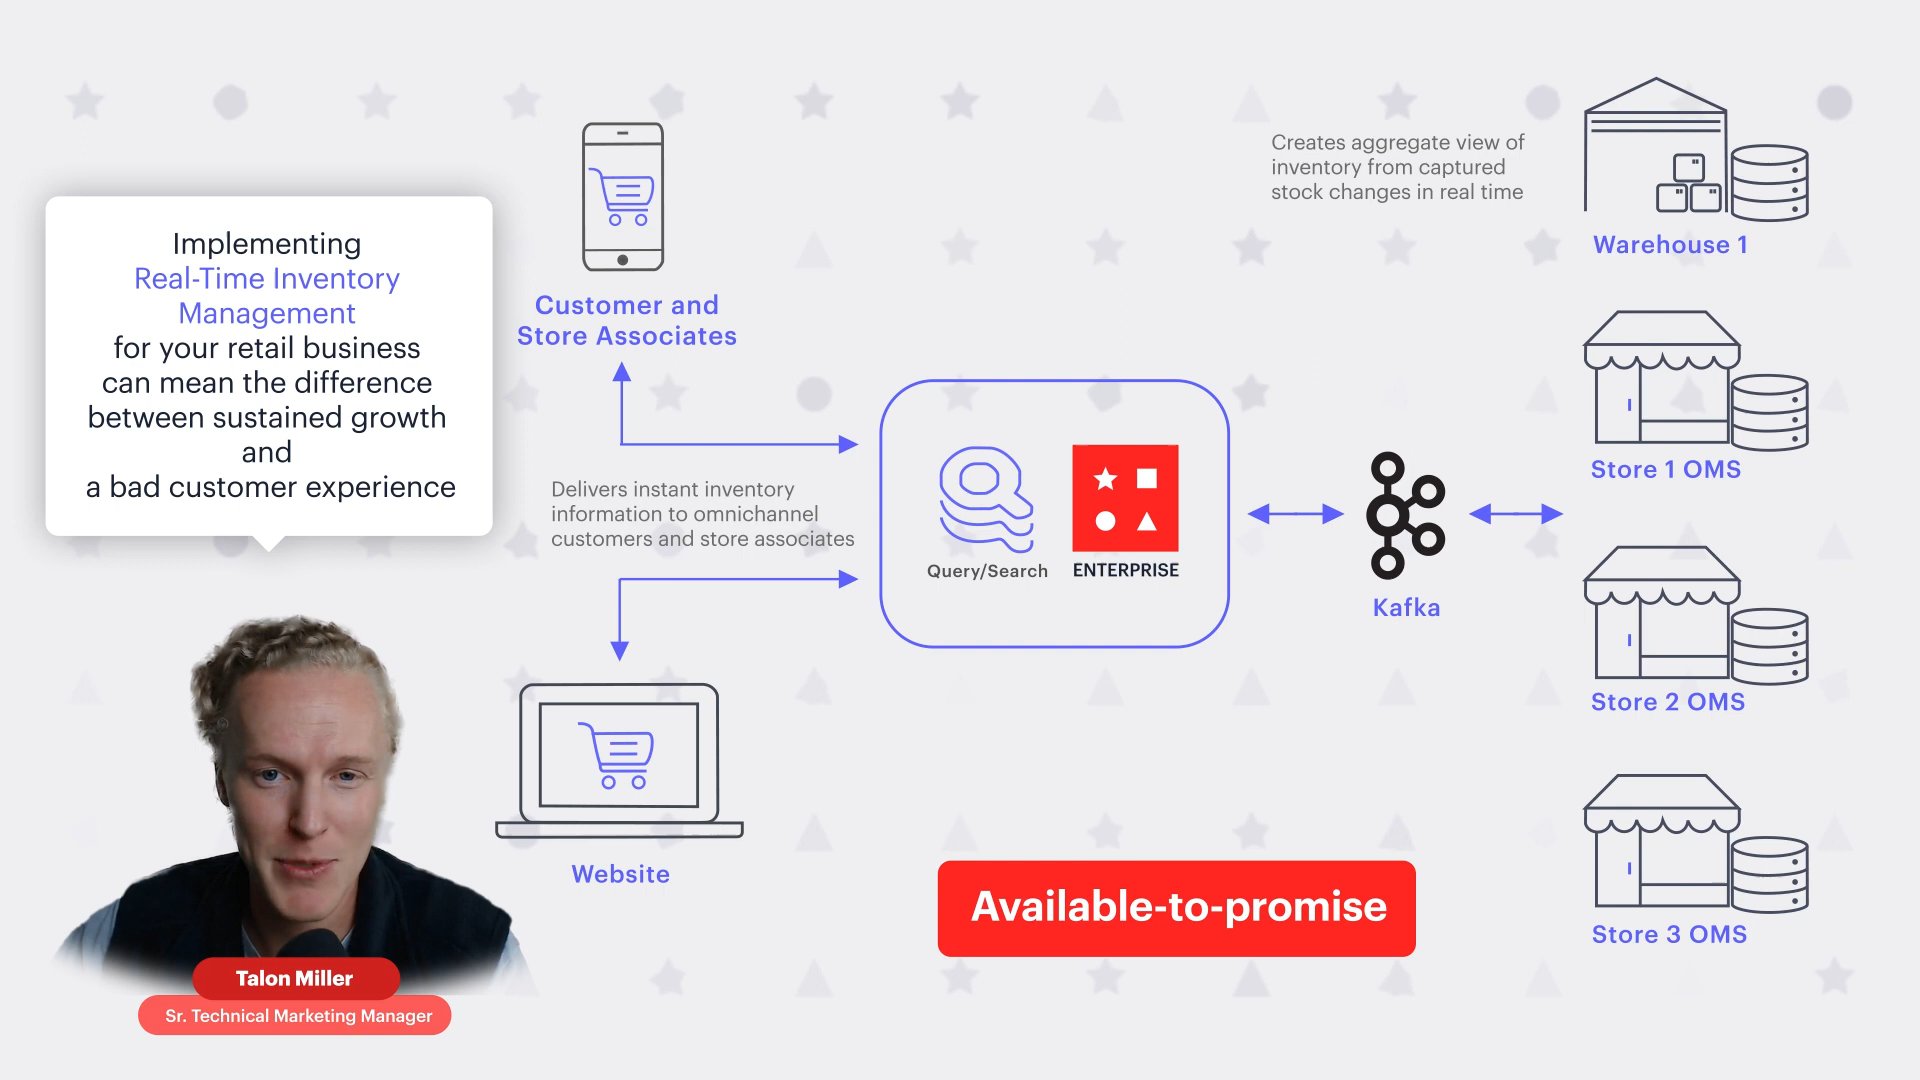 Implementing
Real-Time Inventory
Management
for your retail business
can mean the difference
between sustained growth
and
a bad customer experience
Talon Miller
Sr. Technical Marketing Manager
Customer and
Store Associates
Delivers instant inventory
information to omnichannel
customers and store associates
Website
Query/Search
ENTERPRISE
Available-to-promise
Kafka
Creates aggregate view of
inventory from captured
stock changes in real time
Warehouse 1
Store 1 OMS
Store 2 OMS
Store 3 OMS